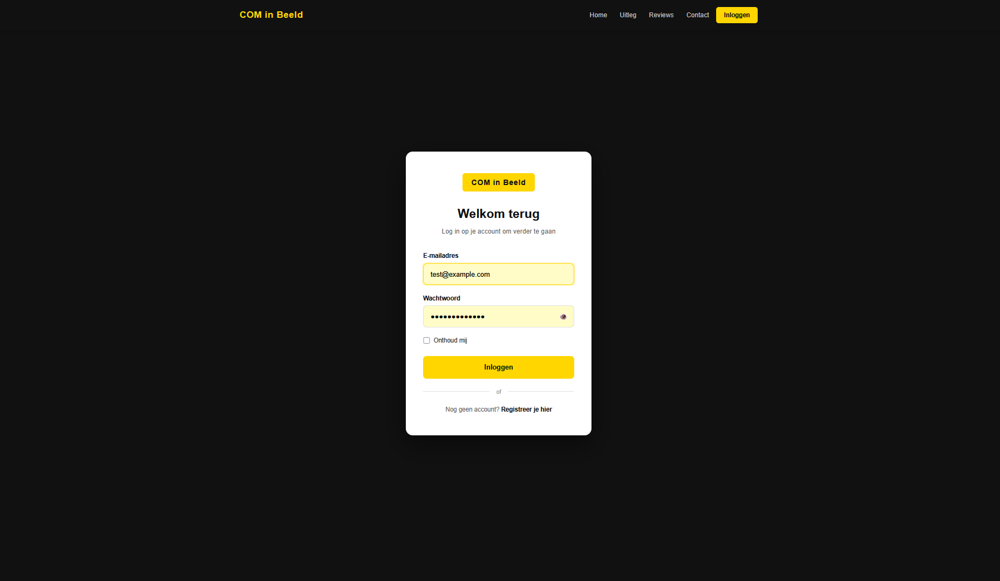 COM in Beeld
Home Uitleg Reviews Contact Inloggen
COM in Beeld
Welkom terug
Log in op je account om verder te gaan
E-mailadres
test@example.com
Wachtwoord
●●●●●●●●●●●●●
Onthoud mij
Inloggen
of
Nog geen account? Registreer je hier